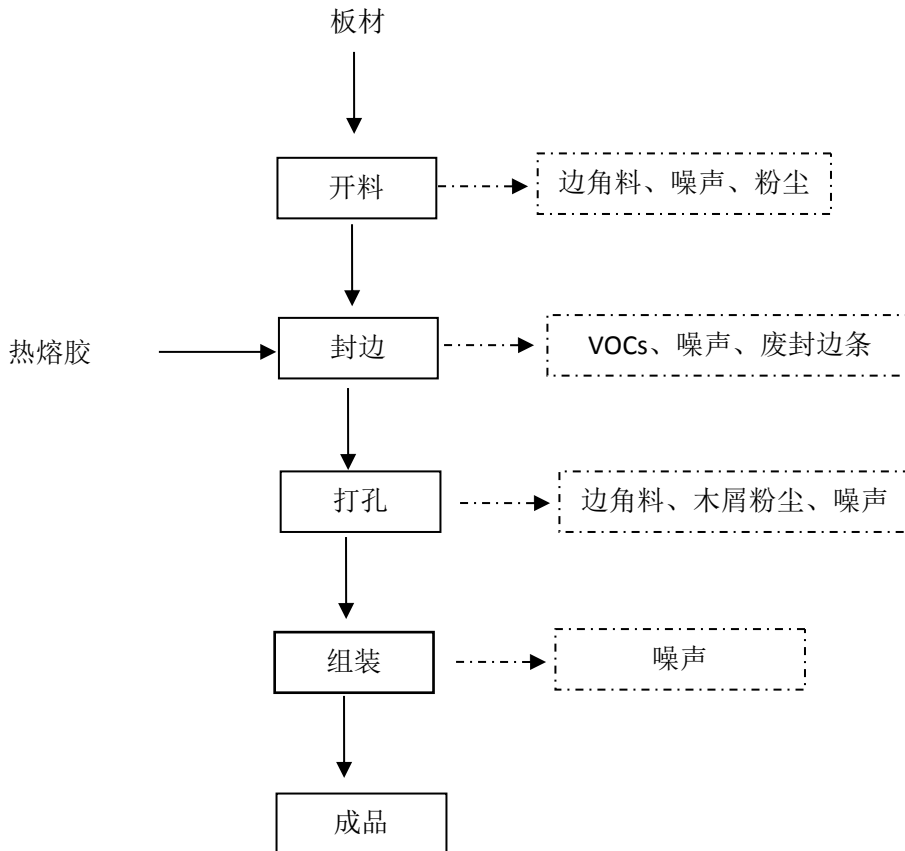 板材
开料
边角料、噪声、粉尘
热熔胶
封边
VOCs、噪声、废封边条
打孔
边角料、木屑粉尘、噪声
组装
噪声
成品